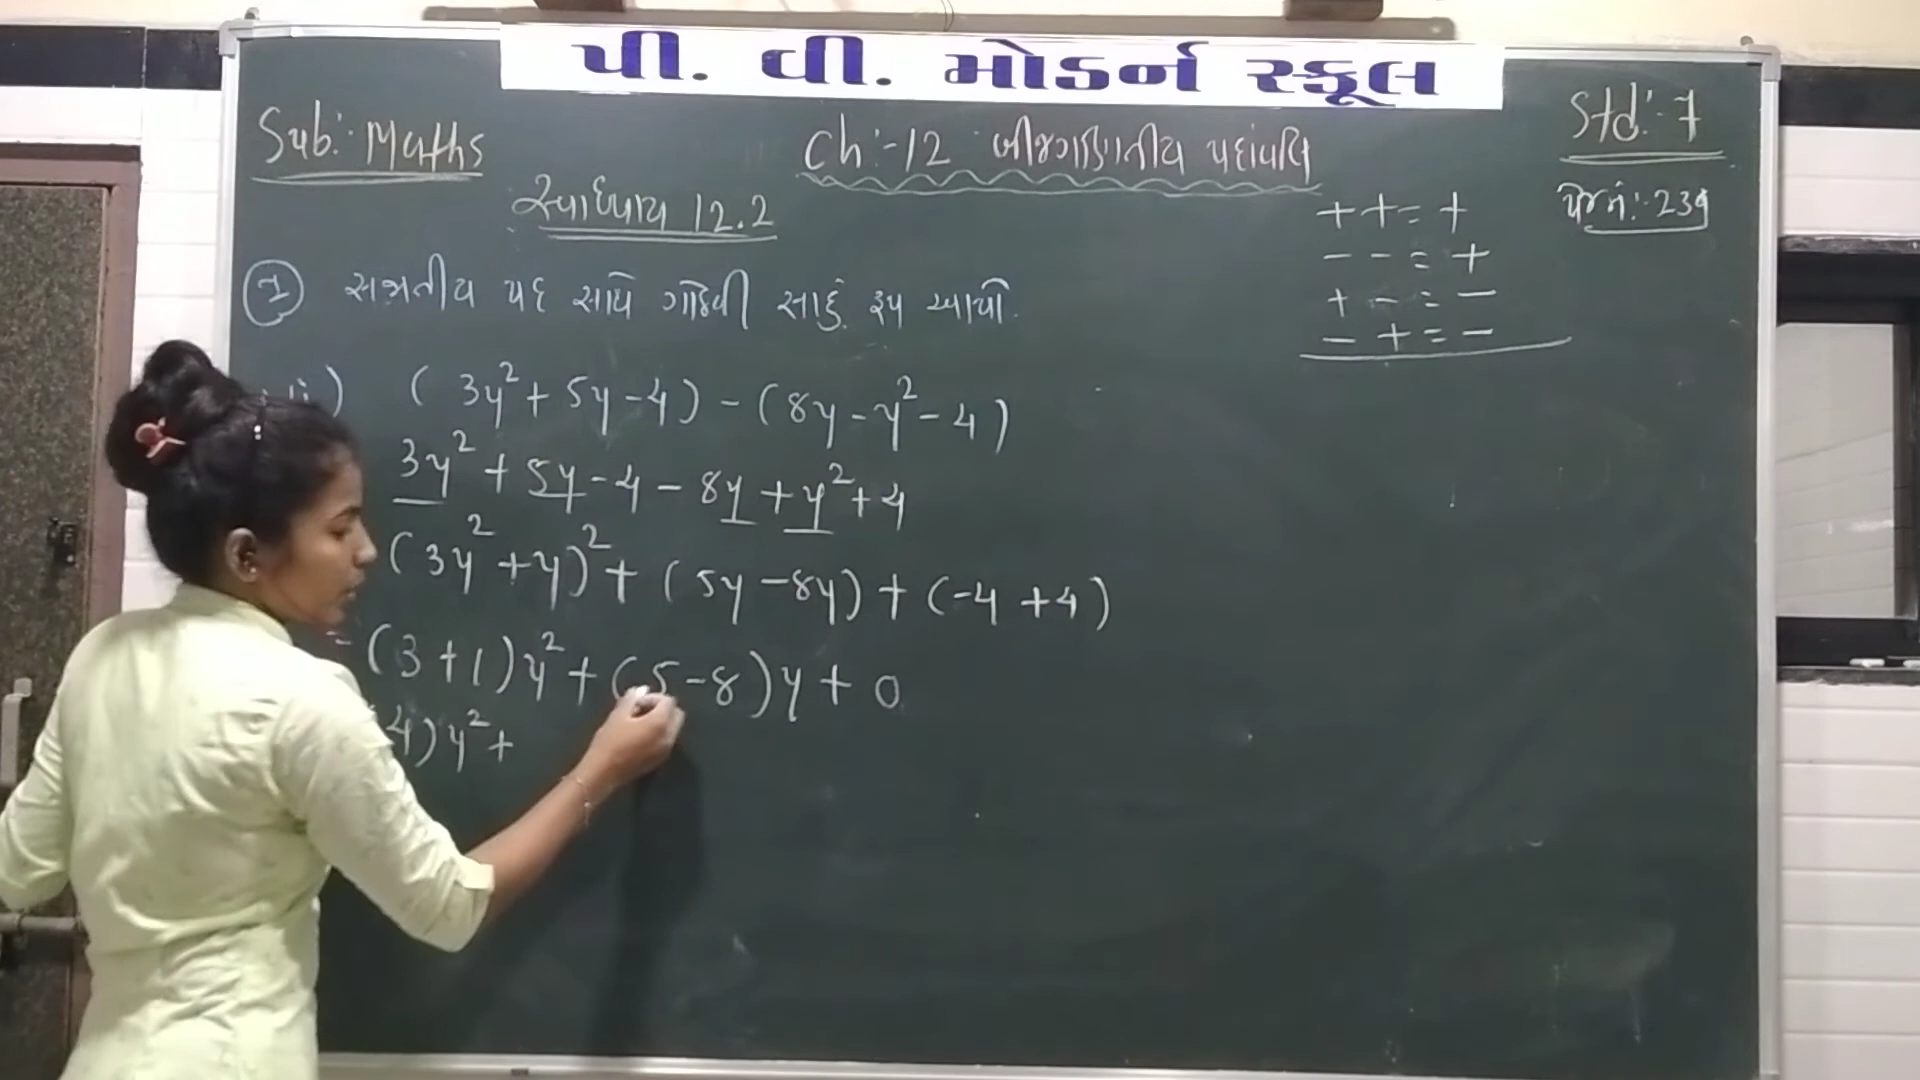 પી. વી. મોડર્ન સ્કૂલ
Sub:- Maths
Ch:-12 બીજગણિતીય પદાવલિ
Std:- 7
સ્વાધ્યાય 12.2
પેજ નં:- 239
+ + = +
- - = +
+ - = -
- + = -
1 સજાતીય પદ સાથે ગોઠવી સાદું રૂપ આપો.
(3y² + 5y - 4) - (8y - y² - 4)
3y² + 5y - 4 - 8y + y² + 4
(3y² + y)² + (5y - 8y) + (-4 + 4)
= (3 + 1)y² + (5 - 8)y + 0
4)y² +